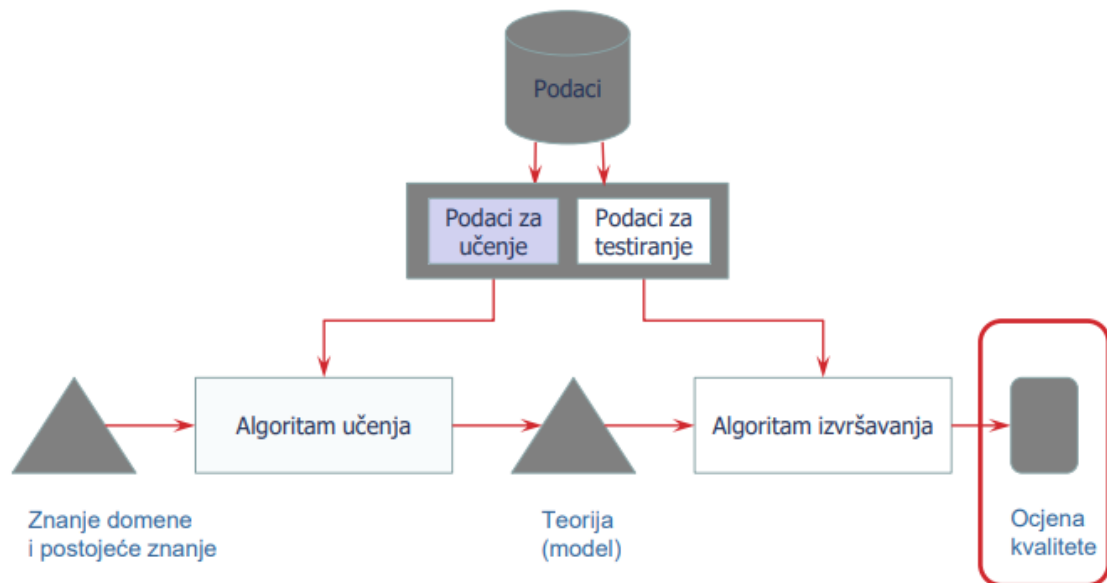 Podaci
Podaci za
učenje
Podaci za
testiranje
Algoritam učenja
Algoritam izvršavanja
Znanje domene
i postojeće znanje
Teorija
(model)
Ocjena
kvalitete